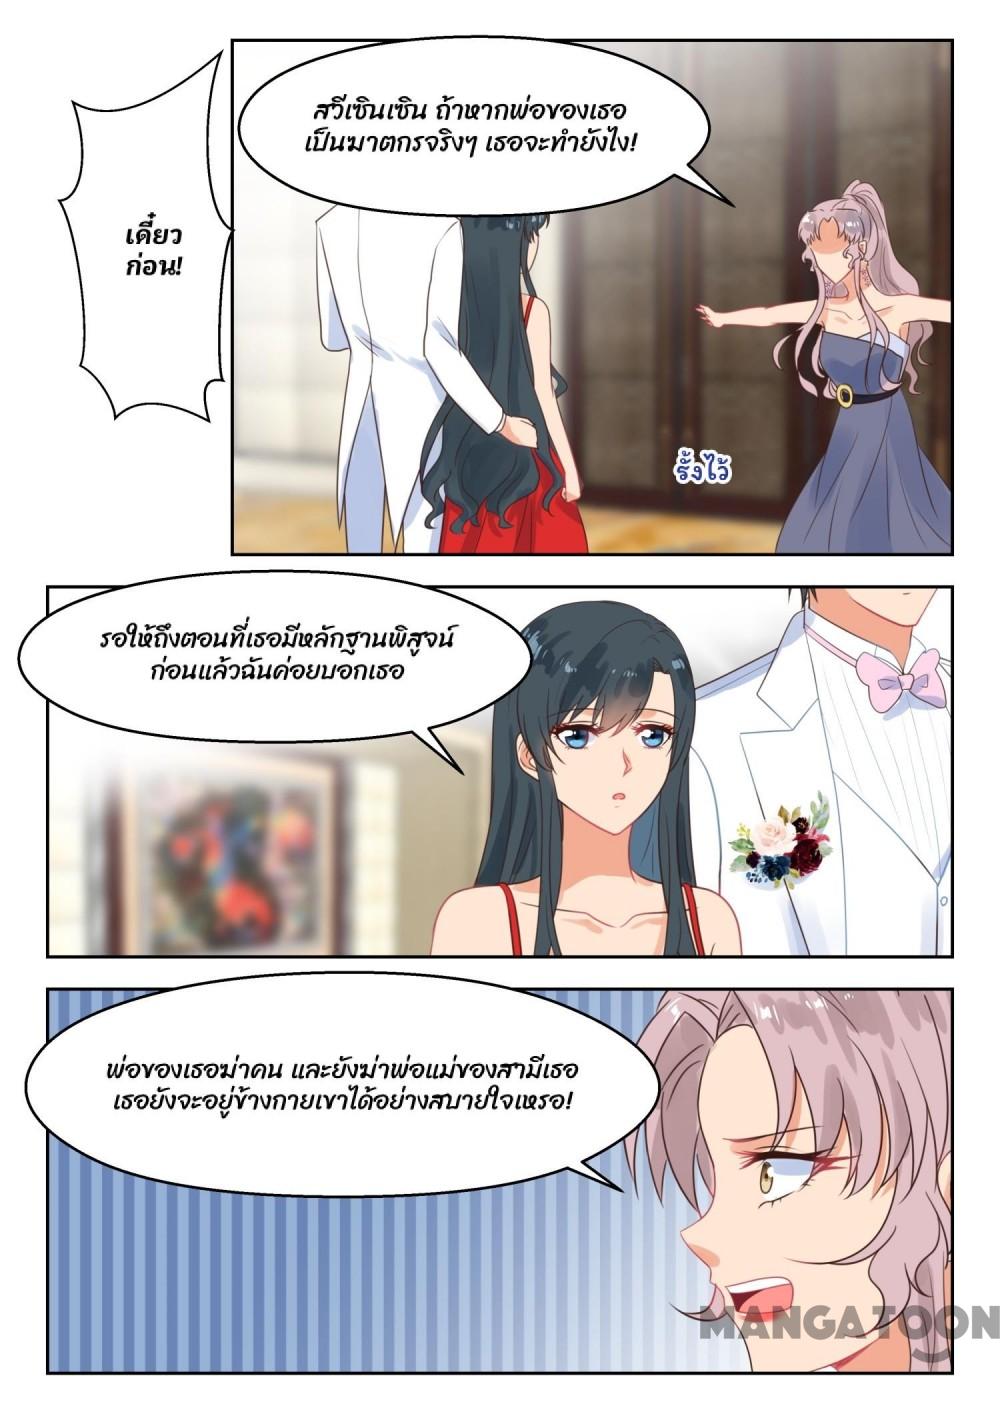 เดี๋ยว
ก่อน!
สวีเซินเซิน ถ้าหากพ่อของเธอ
เป็นฆาตกรจริงๆ เธอจะทำยังไง!
รั้งไว้
รอให้ถึงตอนที่เธอมีหลักฐานพิสูจน์
ก่อนแล้วฉันค่อยบอกเธอ
พ่อของเธอฆ่าคน และยังฆ่าพ่อแม่ของสามีเธอ
เธอยังจะอยู่ข้างกายเขาได้อย่างสบายใจเหรอ!
MANGATOON